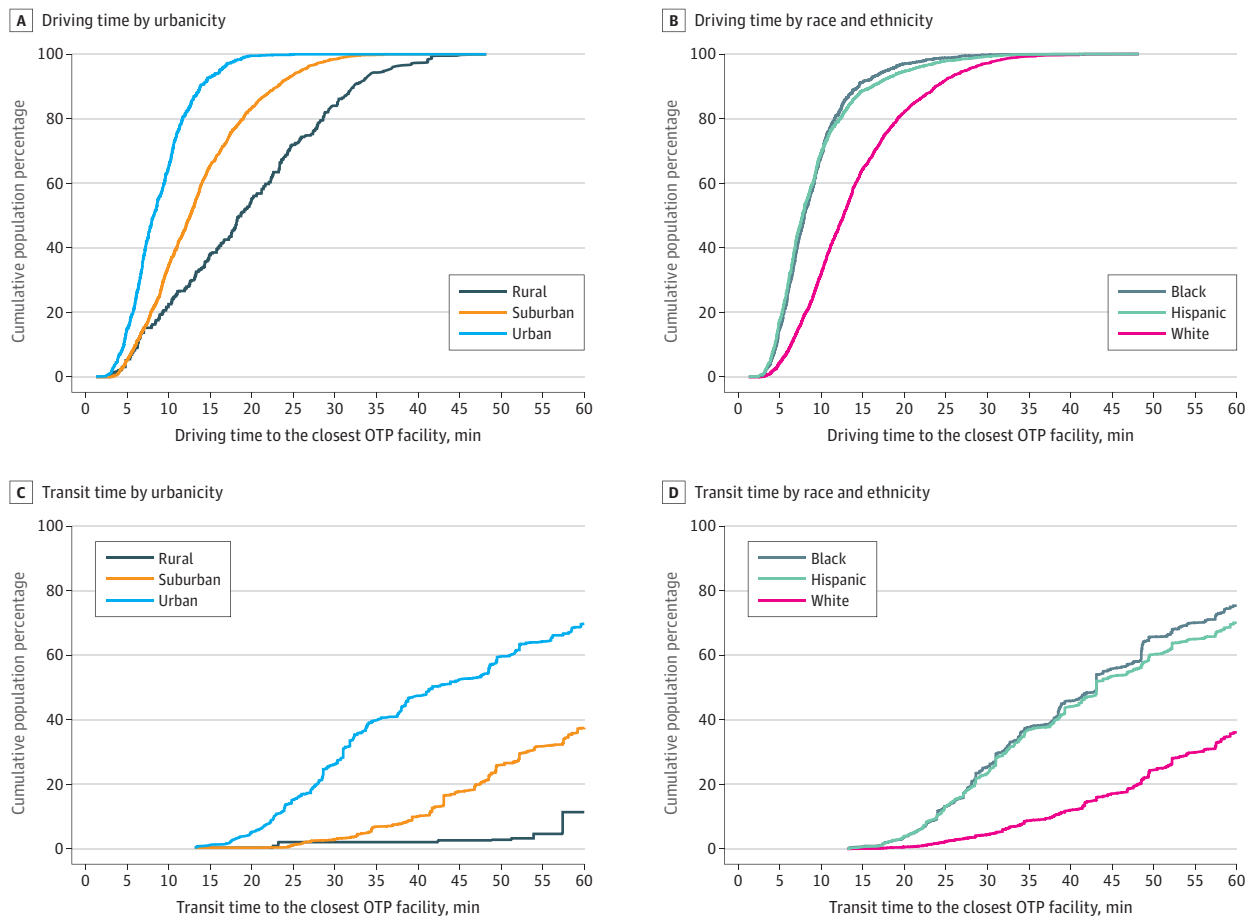 A Driving time by urbanicity
100
80
60
40
20
0
Cumulative population percentage
Rural
Suburban
Urban
0 5 10 15 20 25 30 35 40 45 50 55 60
Driving time to the closest OTP facility, min
B Driving time by race and ethnicity
100
80
60
40
20
0
Cumulative population percentage
Black
Hispanic
White
0 5 10 15 20 25 30 35 40 45 50 55 60
Driving time to the closest OTP facility, min
C Transit time by urbanicity
100
80
60
40
20
0
Cumulative population percentage
Rural
Suburban
Urban
0 5 10 15 20 25 30 35 40 45 50 55 60
Transit time to the closest OTP facility, min
D Transit time by race and ethnicity
100
80
60
40
20
0
Cumulative population percentage
Black
Hispanic
White
0 5 10 15 20 25 30 35 40 45 50 55 60
Transit time to the closest OTP facility, min